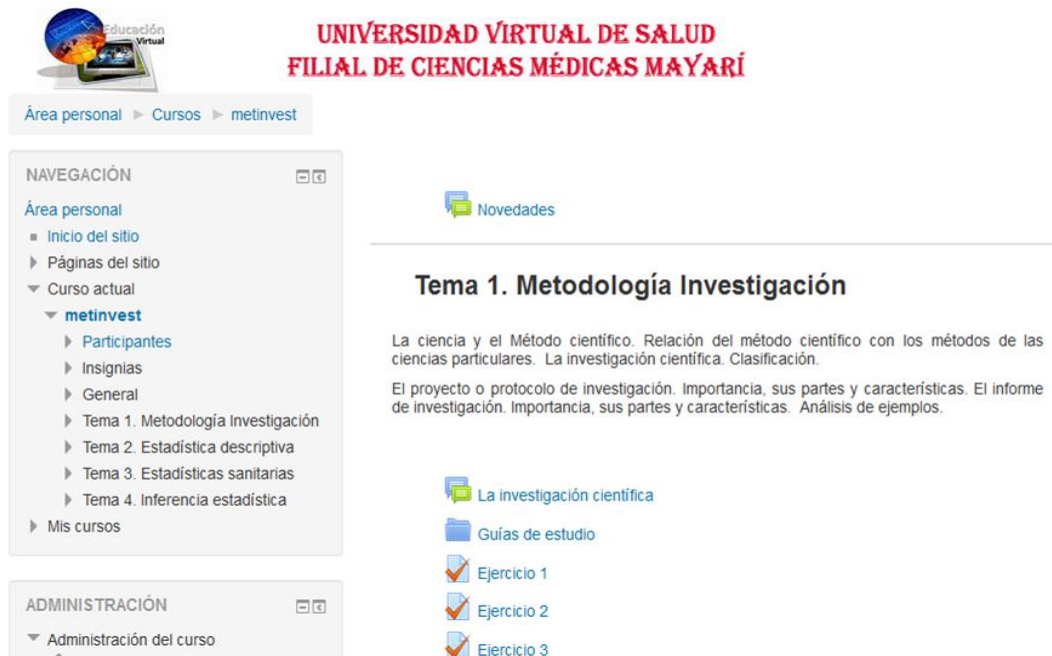 Educación
Virtual
UNIVERSIDAD VIRTUAL DE SALUD
FILIAL DE CIENCIAS MÉDICAS MAYARÍ
Área personal ► Cursos ► metinvest
NAVEGACIÓN
Área personal
Inicio del sitio
Páginas del sitio
Curso actual
metinvest
Participantes
Insignias
General
Tema 1. Metodología Investigación
Tema 2. Estadística descriptiva
Tema 3. Estadísticas sanitarias
Tema 4. Inferencia estadística
Mis cursos
ADMINISTRACIÓN
Administración del curso
Novedades
Tema 1. Metodología Investigación
La ciencia y el Método científico. Relación del método científico con los métodos de las
ciencias particulares. La investigación científica. Clasificación.
El proyecto o protocolo de investigación. Importancia, sus partes y características. El informe
de investigación. Importancia, sus partes y características. Análisis de ejemplos.
La investigación científica
Guías de estudio
Ejercicio 1
Ejercicio 2
Ejercicio 3